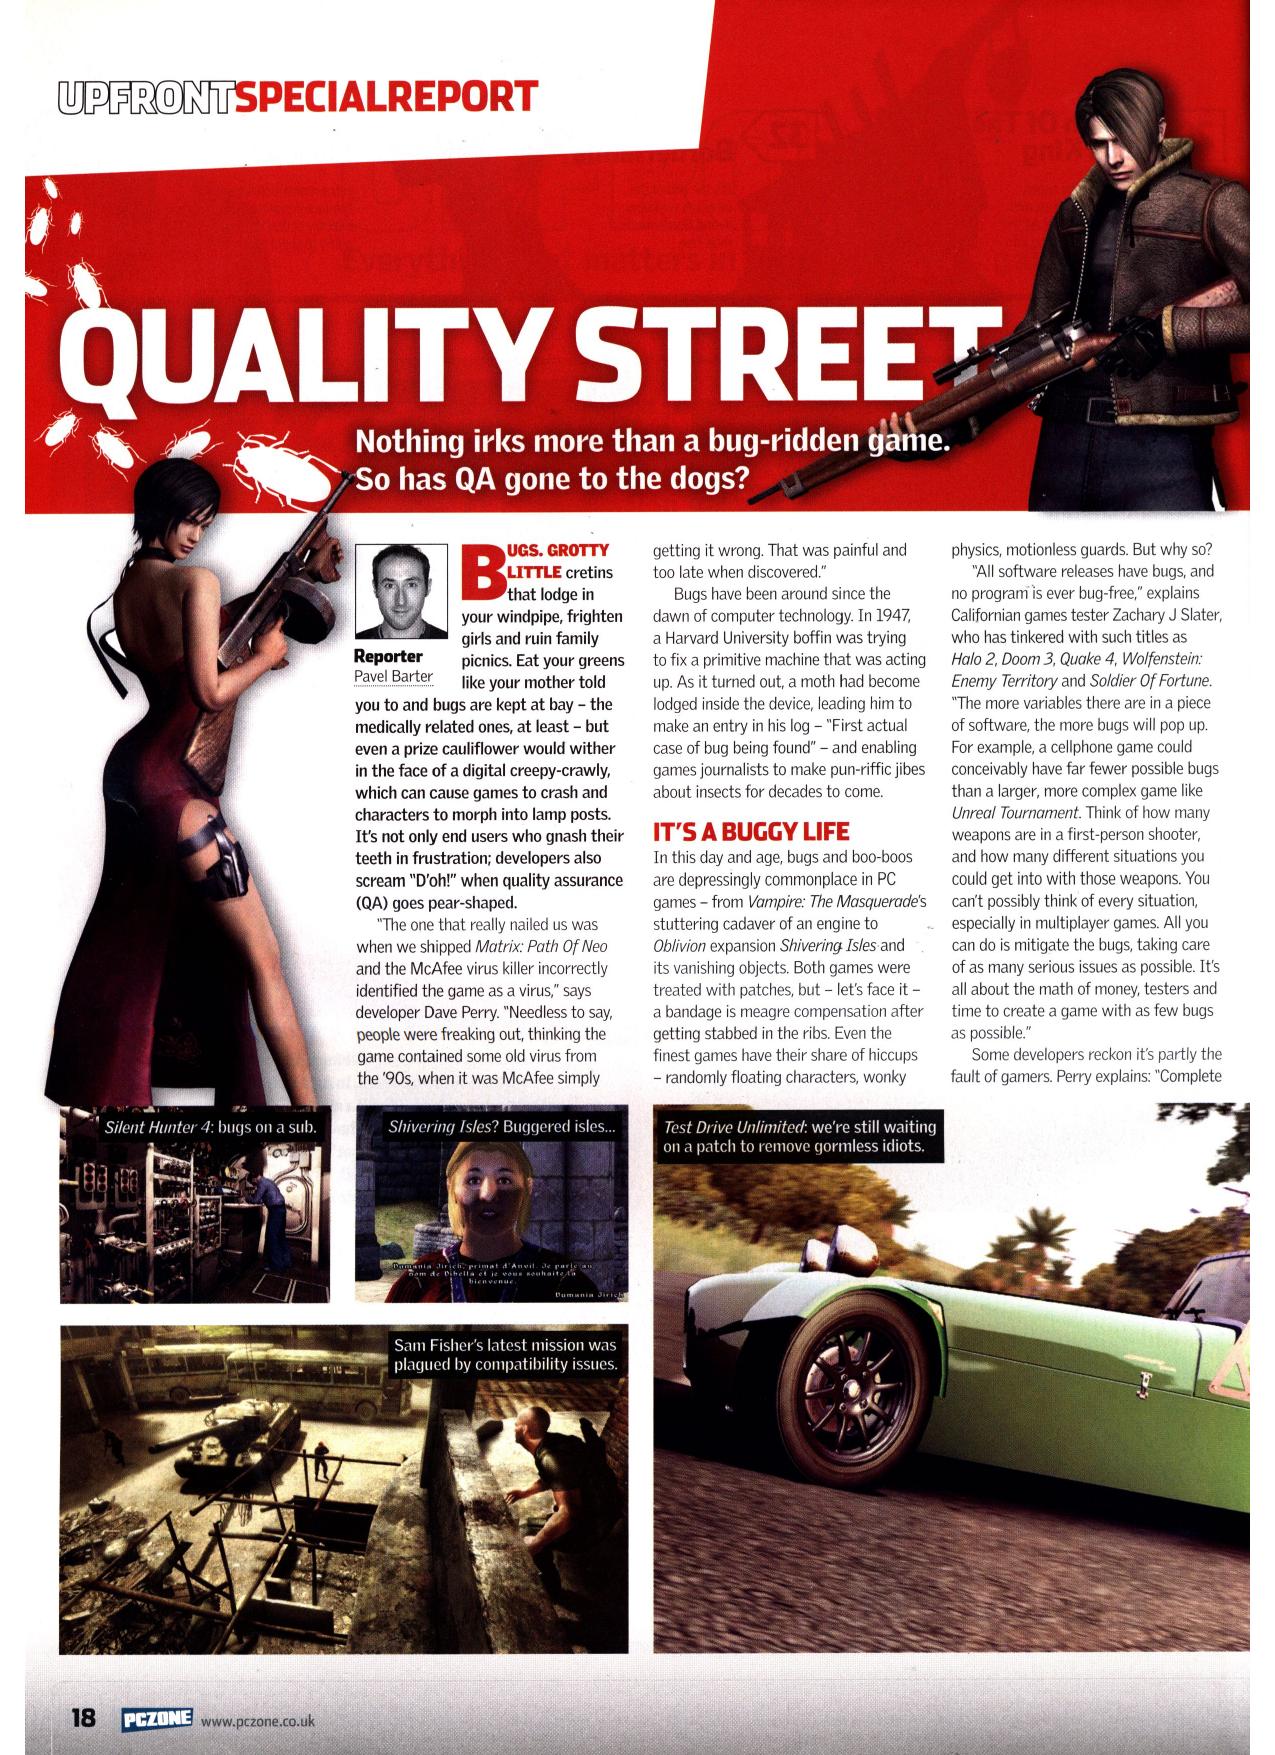 UPFRONTSPECIALREPORT
QUALITY STREET
Nothing irks more than a bug-ridden game.
So has QA gone to the dogs?
Reporter
Pavel Barter
BUGS. GROTTY
LITTLE cretins
that lodge in
your windpipe, frighten
girls and ruin family
picnics. Eat your greens
like your mother told
you to and bugs are kept at bay – the
medically related ones, at least – but
even a prize cauliflower would wither
in the face of a digital creepy-crawly,
which can cause games to crash and
characters to morph into lamp posts.
It's not only end users who gnash their
teeth in frustration; developers also
scream "D'oh!" when quality assurance
(QA) goes pear-shaped.
"The one that really nailed us was
when we shipped Matrix: Path Of Neo
and the McAfee virus killer incorrectly
identified the game as a virus," says
developer Dave Perry. "Needless to say,
people were freaking out, thinking the
game contained some old virus from
the '90s, when it was McAfee simply
getting it wrong. That was painful and
too late when discovered."
Bugs have been around since the
dawn of computer technology. In 1947,
a Harvard University boffin was trying
to fix a primitive machine that was acting
up. As it turned out, a moth had become
lodged inside the device, leading him to
make an entry in his log – "First actual
case of bug being found" – and enabling
games journalists to make pun-riffic jibes
about insects for decades to come.
IT'S A BUGGY LIFE
In this day and age, bugs and boo-boos
are depressingly commonplace in PC
games – from Vampire: The Masquerade's
stuttering cadaver of an engine to
Oblivion expansion Shivering Isles and
its vanishing objects. Both games were
treated with patches, but – let's face it –
a bandage is meagre compensation after
getting stabbed in the ribs. Even the
finest games have their share of hiccups
– randomly floating characters, wonky
physics, motionless guards. But why so?
"All software releases have bugs, and
no program is ever bug-free," explains
Californian games tester Zachary J Slater,
who has tinkered with such titles as
Halo 2, Doom 3, Quake 4, Wolfenstein:
Enemy Territory and Soldier Of Fortune.
"The more variables there are in a piece
of software, the more bugs will pop up.
For example, a cellphone game could
conceivably have far fewer possible bugs
than a larger, more complex game like
Unreal Tournament. Think of how many
weapons are in a first-person shooter,
and how many different situations you
could get into with those weapons. You
can't possibly think of every situation,
especially in multiplayer games. All you
can do is mitigate the bugs, taking care
of as many serious issues as possible. It's
all about the math of money, testers and
time to create a game with as few bugs
as possible."
Some developers reckon it's partly the
fault of gamers. Perry explains: "Complete
Silent Hunter 4: bugs on a sub.
Shivering Isles? Buggered isles...
Dumania Jirich, primat d'Anvil. Je parle au
nom de Dibella et je vous souhaite la
bienvenue.
Dumania Jirich
Test Drive Unlimited: we're still waiting
on a patch to remove gormless idiots.
Sam Fisher's latest mission was
plagued by compatibility issues.
18 PCZONE www.pczone.co.uk